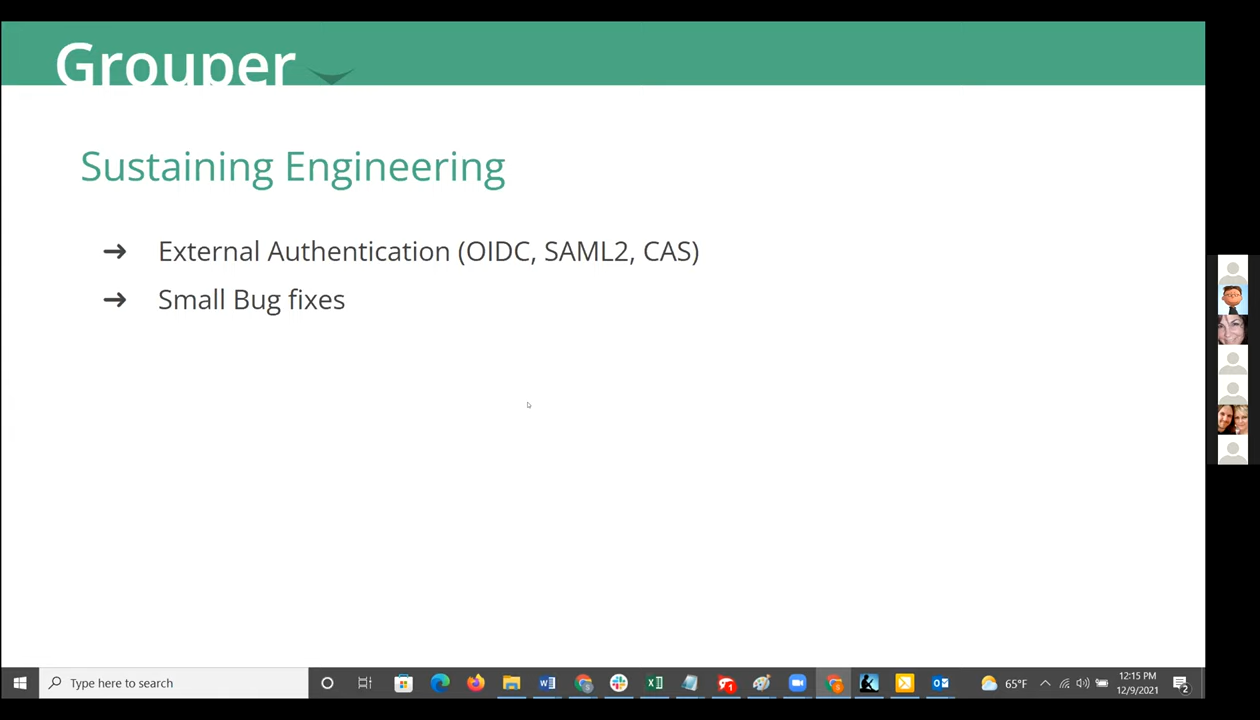 Grouper
Sustaining Engineering
➔ External Authentication (OIDC, SAML2, CAS)
➔ Small Bug fixes
Type here to search
65°F
12:15 PM
12/9/2021
2